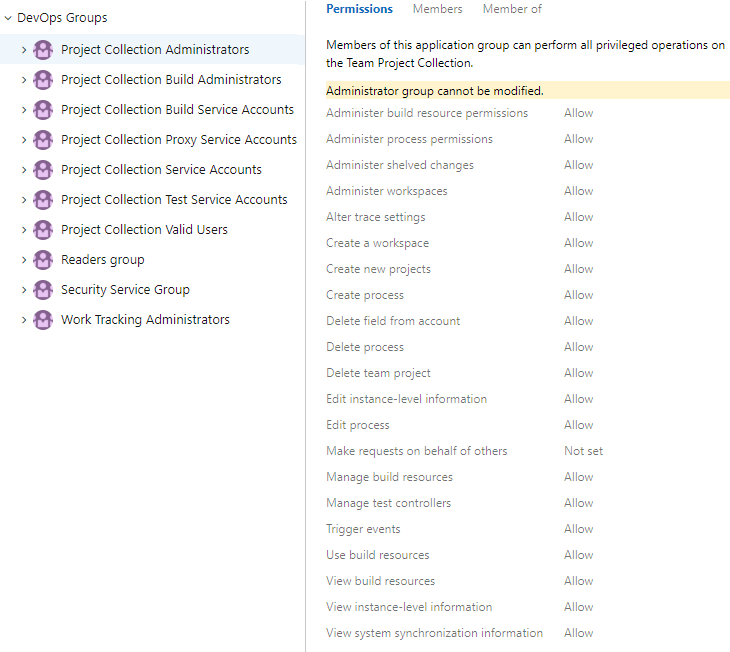 DevOps Groups
Project Collection Administrators
Project Collection Build Administrators
Project Collection Build Service Accounts
Project Collection Proxy Service Accounts
Project Collection Service Accounts
Project Collection Test Service Accounts
Project Collection Valid Users
Readers group
Security Service Group
Work Tracking Administrators
Permissions Members Member of
Members of this application group can perform all privileged operations on
the Team Project Collection.
Administrator group cannot be modified.
Administer build resource permissions Allow
Administer process permissions Allow
Administer shelved changes Allow
Administer workspaces Allow
Alter trace settings Allow
Create a workspace Allow
Create new projects Allow
Create process Allow
Delete field from account Allow
Delete process Allow
Delete team project Allow
Edit instance-level information Allow
Edit process Allow
Make requests on behalf of others Not set
Manage build resources Allow
Manage test controllers Allow
Trigger events Allow
Use build resources Allow
View build resources Allow
View instance-level information Allow
View system synchronization information Allow